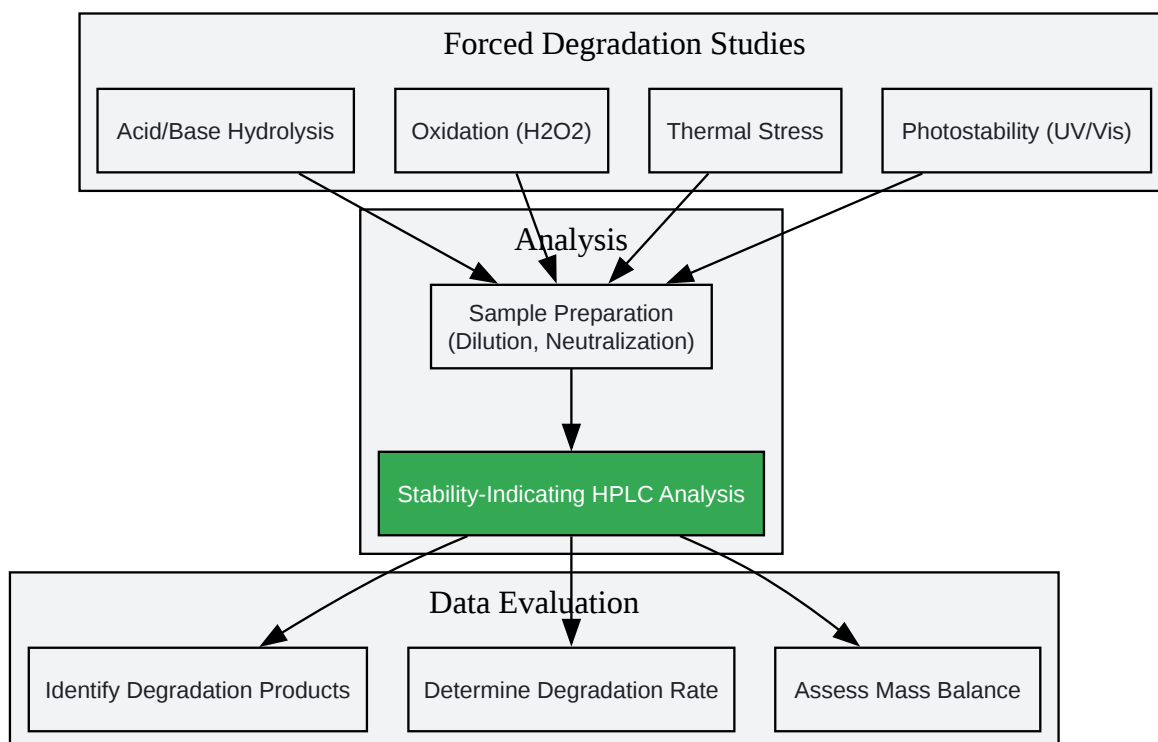 Forced Degradation Studies
Acid/Base Hydrolysis
Oxidation (H2O2)
Thermal Stress
Photostability (UV/Vis)
Analysis
Sample Preparation
(Dilution, Neutralization)
Stability-Indicating HPLC Analysis
Data Evaluation
Identify Degradation Products
Determine Degradation Rate
Assess Mass Balance